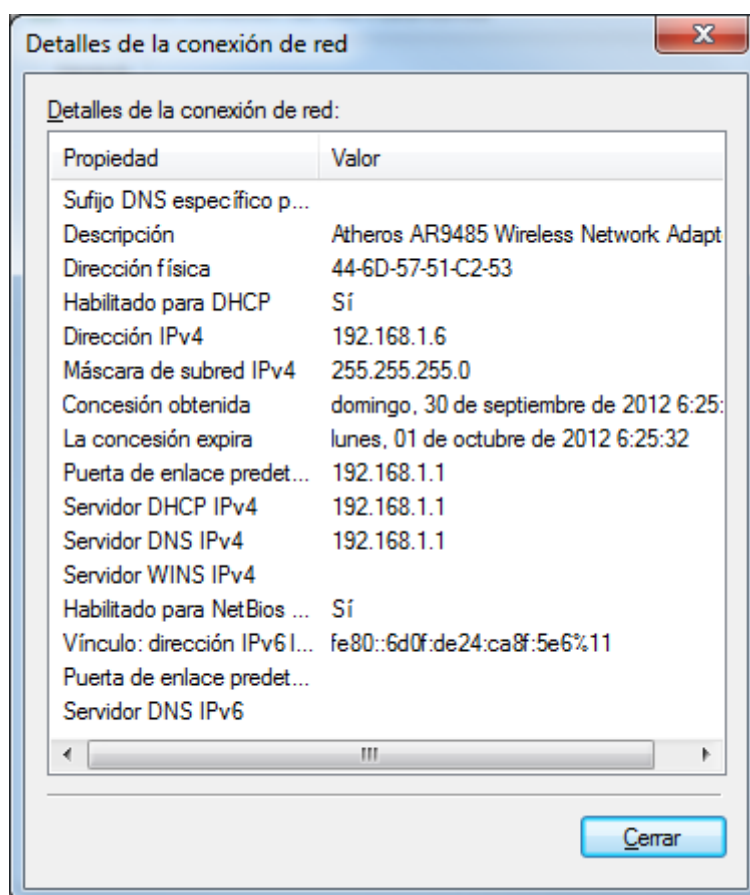 Detalles de la conexión de red
Detalles de la conexión de red:
Propiedad Valor
Sufijo DNS específico p...
Descripción Atheros AR9485 Wireless Network Adapt
Dirección física 44-6D-57-51-C2-53
Habilitado para DHCP Sí
Dirección IPv4 192.168.1.6
Máscara de subred IPv4 255.255.255.0
Concesión obtenida domingo, 30 de septiembre de 2012 6:25:
La concesión expira lunes, 01 de octubre de 2012 6:25:32
Puerta de enlace predet... 192.168.1.1
Servidor DHCP IPv4 192.168.1.1
Servidor DNS IPv4 192.168.1.1
Servidor WINS IPv4
Habilitado para NetBios ... Sí
Vínculo: dirección IPv6 l... fe80::6d0f:de24:ca8f:5e6%11
Puerta de enlace predet...
Servidor DNS IPv6
Cerrar